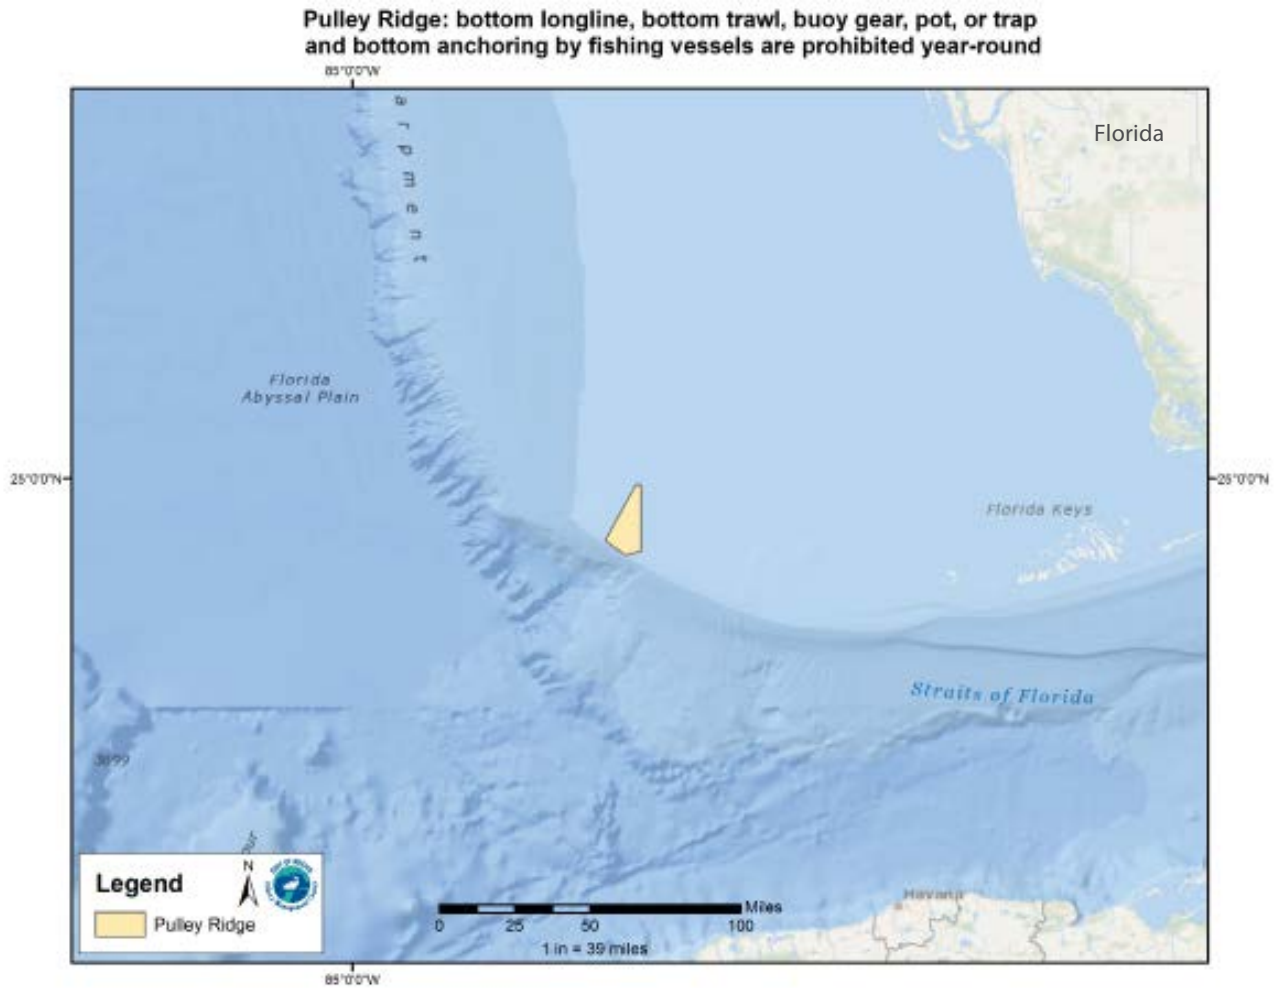 Pulley Ridge: bottom longline, bottom trawl, buoy gear, pot, or trap
and bottom anchoring by fishing vessels are prohibited year-round
85°0'0"W
arpment
Florida
Florida
Abyssal Plain
25°0'0"N
25°0'0"N
Florida Keys
Straits of Florida
3899
Havana
Legend
N
Pulley Ridge
Miles
0 25 50 100
1 in = 39 miles
85°0'0"W